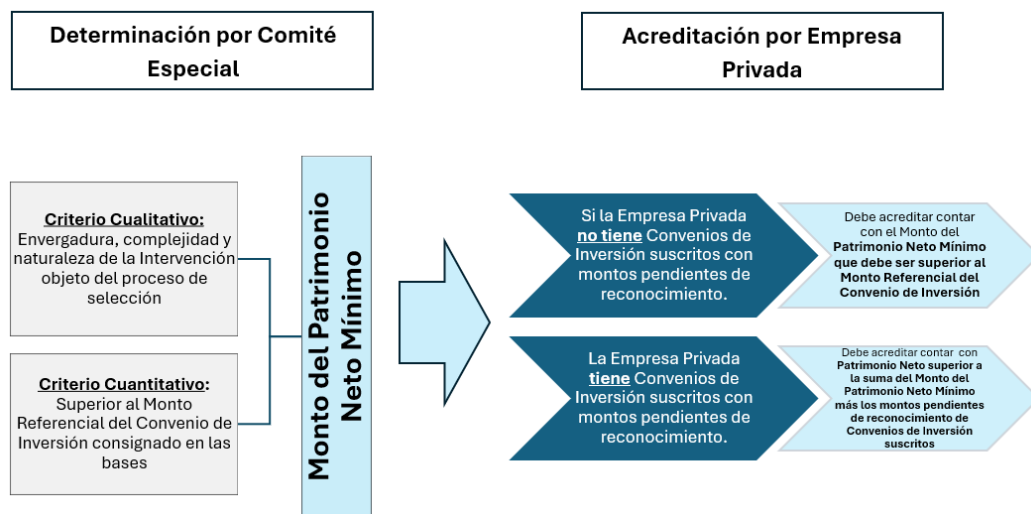 Determinación por Comité
Especial
Acreditación por Empresa
Privada
Criterio Cualitativo:
Envergadura, complejidad y
naturaleza de la Intervención
objeto del proceso de
selección
Criterio Cuantitativo:
Superior al Monto
Referencial del Convenio de
Inversión consignado en las
bases
Monto del Patrimonio
Neto Mínimo
Si la Empresa Privada
no tiene Convenios de
Inversión suscritos con
montos pendientes de
reconocimiento.
Debe acreditar contar
con el Monto del
Patrimonio Neto Mínimo
que debe ser superior al
Monto Referencial del
Convenio de Inversión
La Empresa Privada
tiene Convenios de
Inversión suscritos con
montos pendientes de
reconocimiento.
Debe acreditar contar con
Patrimonio Neto superior a
la suma del Monto del
Patrimonio Neto Mínimo
más los montos pendientes
de reconocimiento de
Convenios de Inversión
suscritos